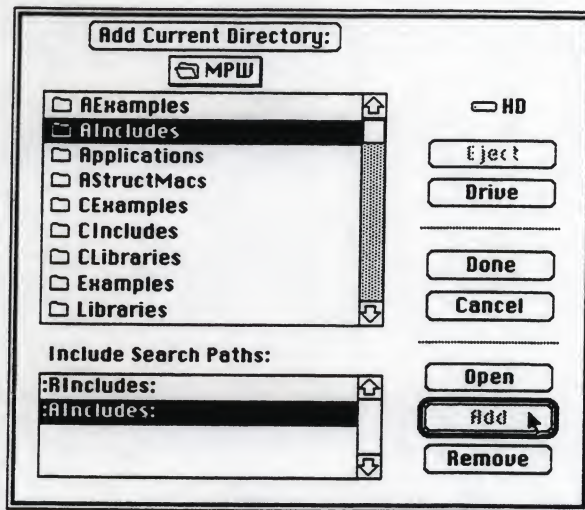 Add Current Directory:
MPW
AExamples
AIncludes
Applications
AStructMacs
CExamples
CIncludes
CLibraries
Examples
Libraries
HD
Eject
Drive
Done
Cancel
Include Search Paths:
:RIncludes:
:AIncludes:
Open
Add
Remove